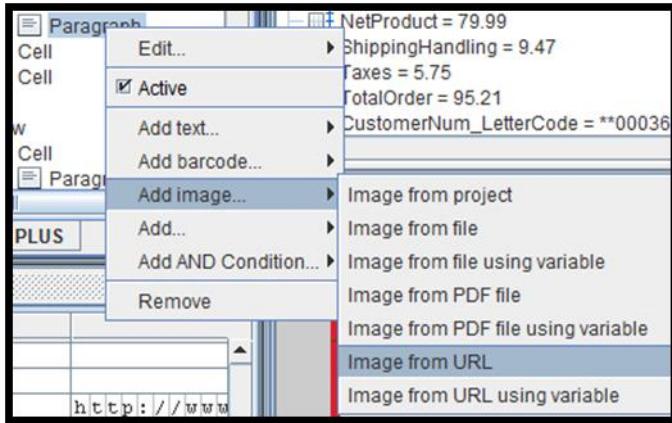 Paragraph
Cell
Cell
w
Cell
Parag
PLUS
http://www
Edit...
Active
Add text...
Add barcode...
Add image...
Add...
Add AND Condition...
Remove
NetProduct = 79.99
ShippingHandling = 9.47
Taxes = 5.75
TotalOrder = 95.21
CustomerNum_LetterCode = **00036
Image from project
Image from file
Image from file using variable
Image from PDF file
Image from PDF file using variable
Image from URL
Image from URL using variable